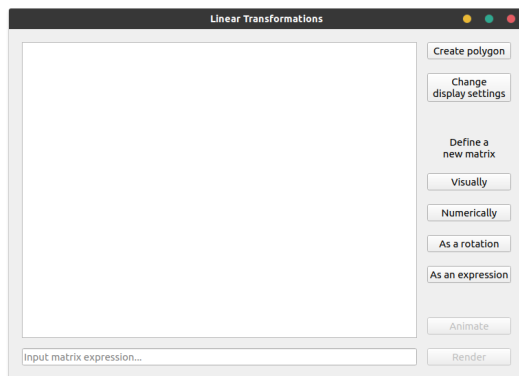 Linear Transformations
Create polygon
Change
display settings
Define a
new matrix
Visually
Numerically
As a rotation
As an expression
Animate
Input matrix expression...
Render